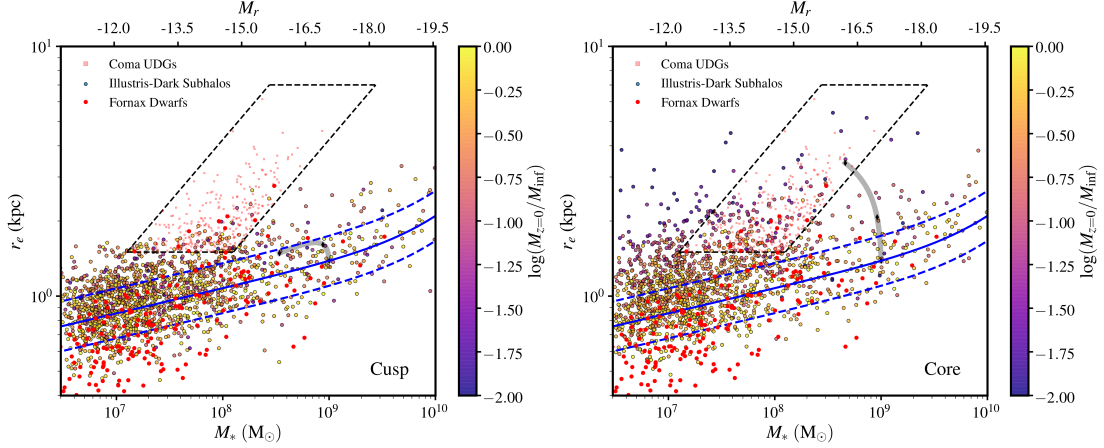 M_r
-12.0 -13.5 -15.0 -16.5 -18.0 -19.5
10^1
10^0
r_e (kpc)
Coma UDGs
Illustris-Dark Subhalos
Fornax Dwarfs
Cusp
10^7 10^8 10^9 10^10
M_* (M_⊙)
0.00
−0.25
−0.50
−0.75
−1.00
−1.25
−1.50
−1.75
−2.00
log(M_{z=0}/M_{inf})
M_r
-12.0 -13.5 -15.0 -16.5 -18.0 -19.5
10^1
10^0
r_e (kpc)
Coma UDGs
Illustris-Dark Subhalos
Fornax Dwarfs
Core
10^7 10^8 10^9 10^10
M_* (M_⊙)
0.00
−0.25
−0.50
−0.75
−1.00
−1.25
−1.50
−1.75
−2.00
log(M_{z=0}/M_{inf})